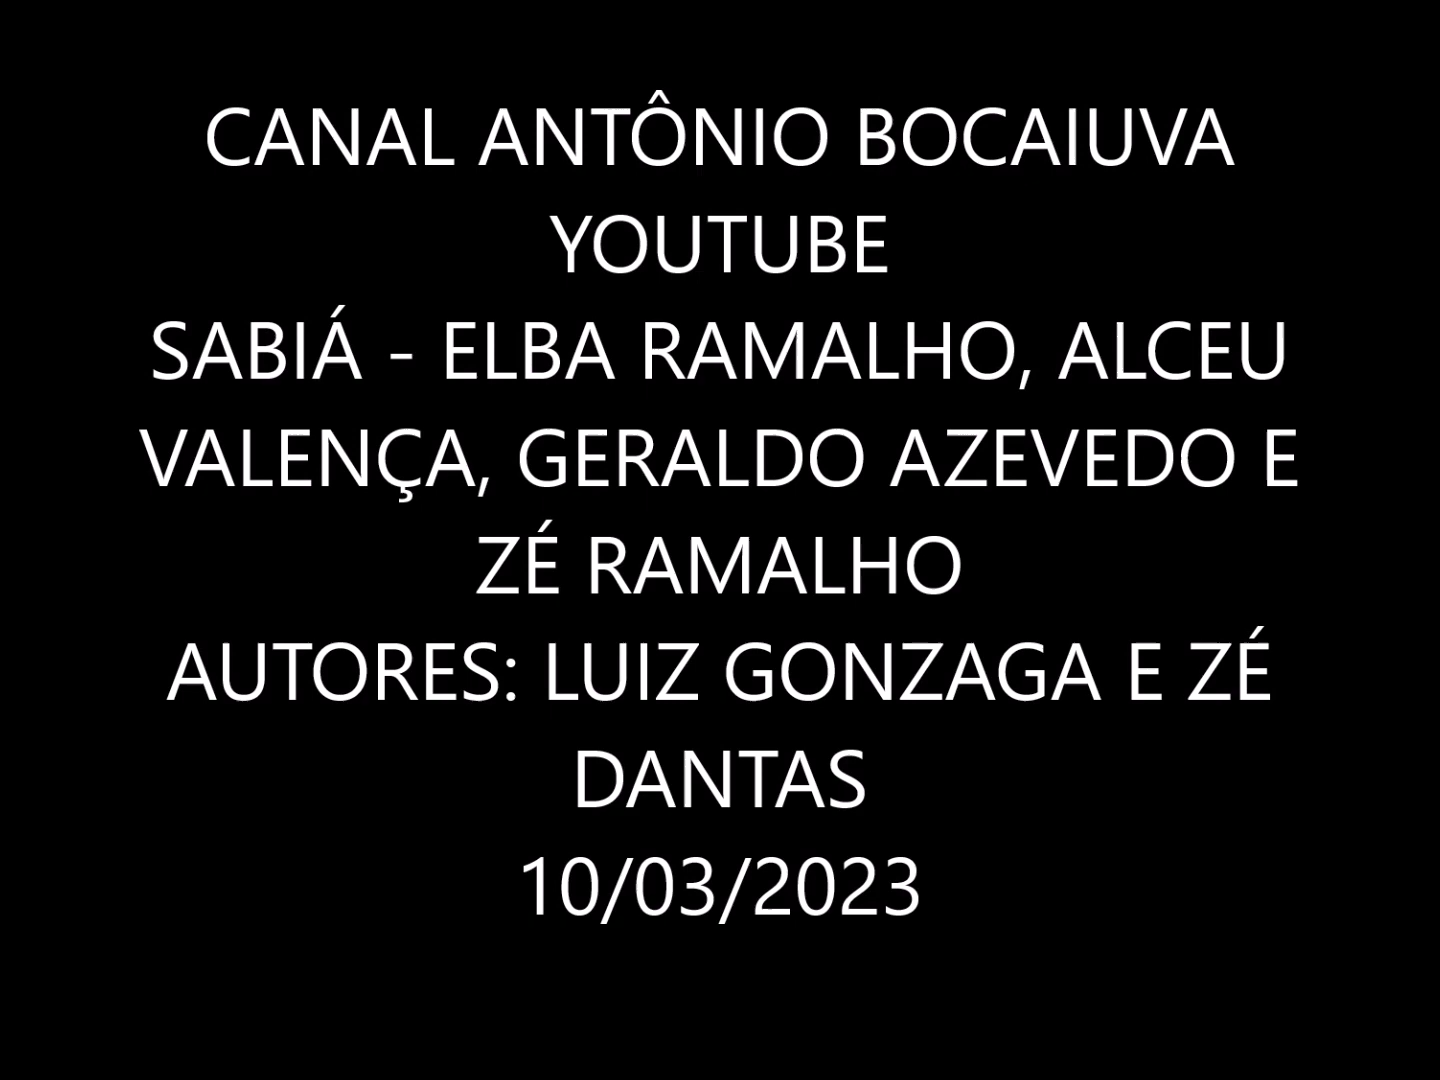 CANAL ANTÔNIO BOCAIUVA
YOUTUBE
SABIÁ - ELBA RAMALHO, ALCEU
VALENÇA, GERALDO AZEVEDO E
ZÉ RAMALHO
AUTORES: LUIZ GONZAGA E ZÉ
DANTAS
10/03/2023